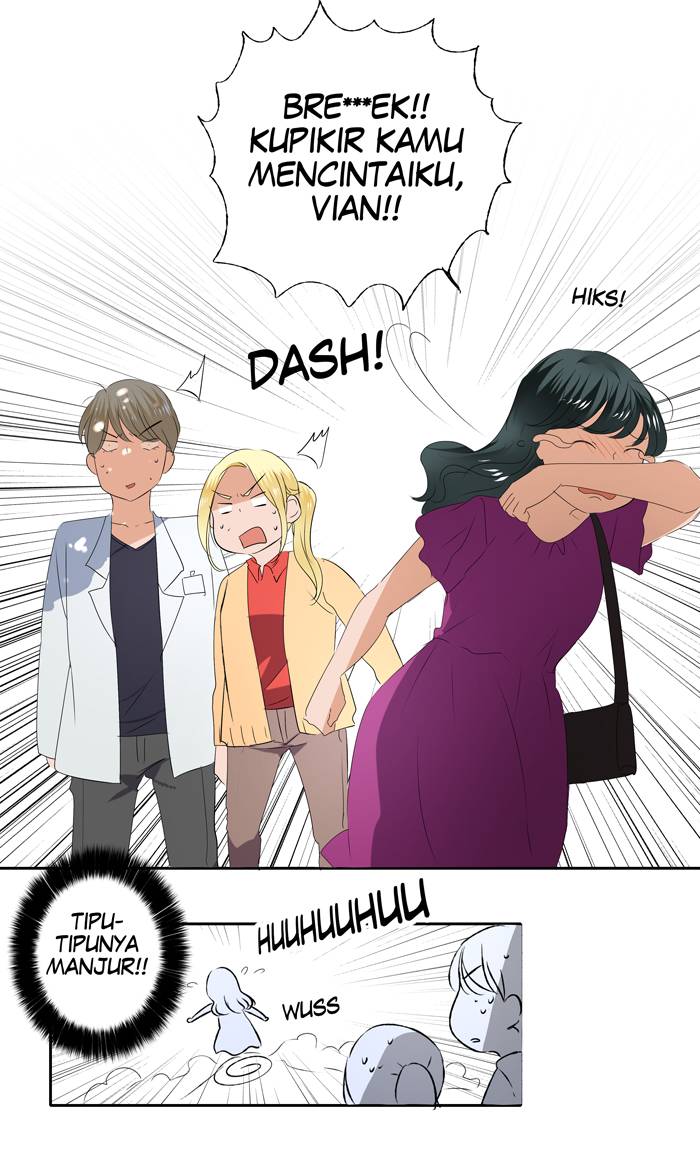 BRE***EK!!
KUPIKIR KAMU
MENCINTAIKU,
VIAN!!
HIKS!
DASH!
TIPU-
TIPUNYA
MANJUR!!
HUUHUUHUU
WUSS